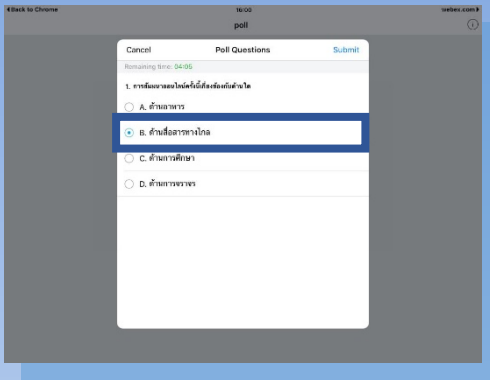 Back to Chrome
16:05
webex.com
poll
Cancel
Poll Questions
Submit
Remaining time: 04:05
1. การสัมมนาออนไลน์ครั้งนี้เกี่ยวข้องกับด้านใด
A. ด้านอาหาร
B. ด้านสื่อสารทางไกล
C. ด้านการศึกษา
D. ด้านการจราจร